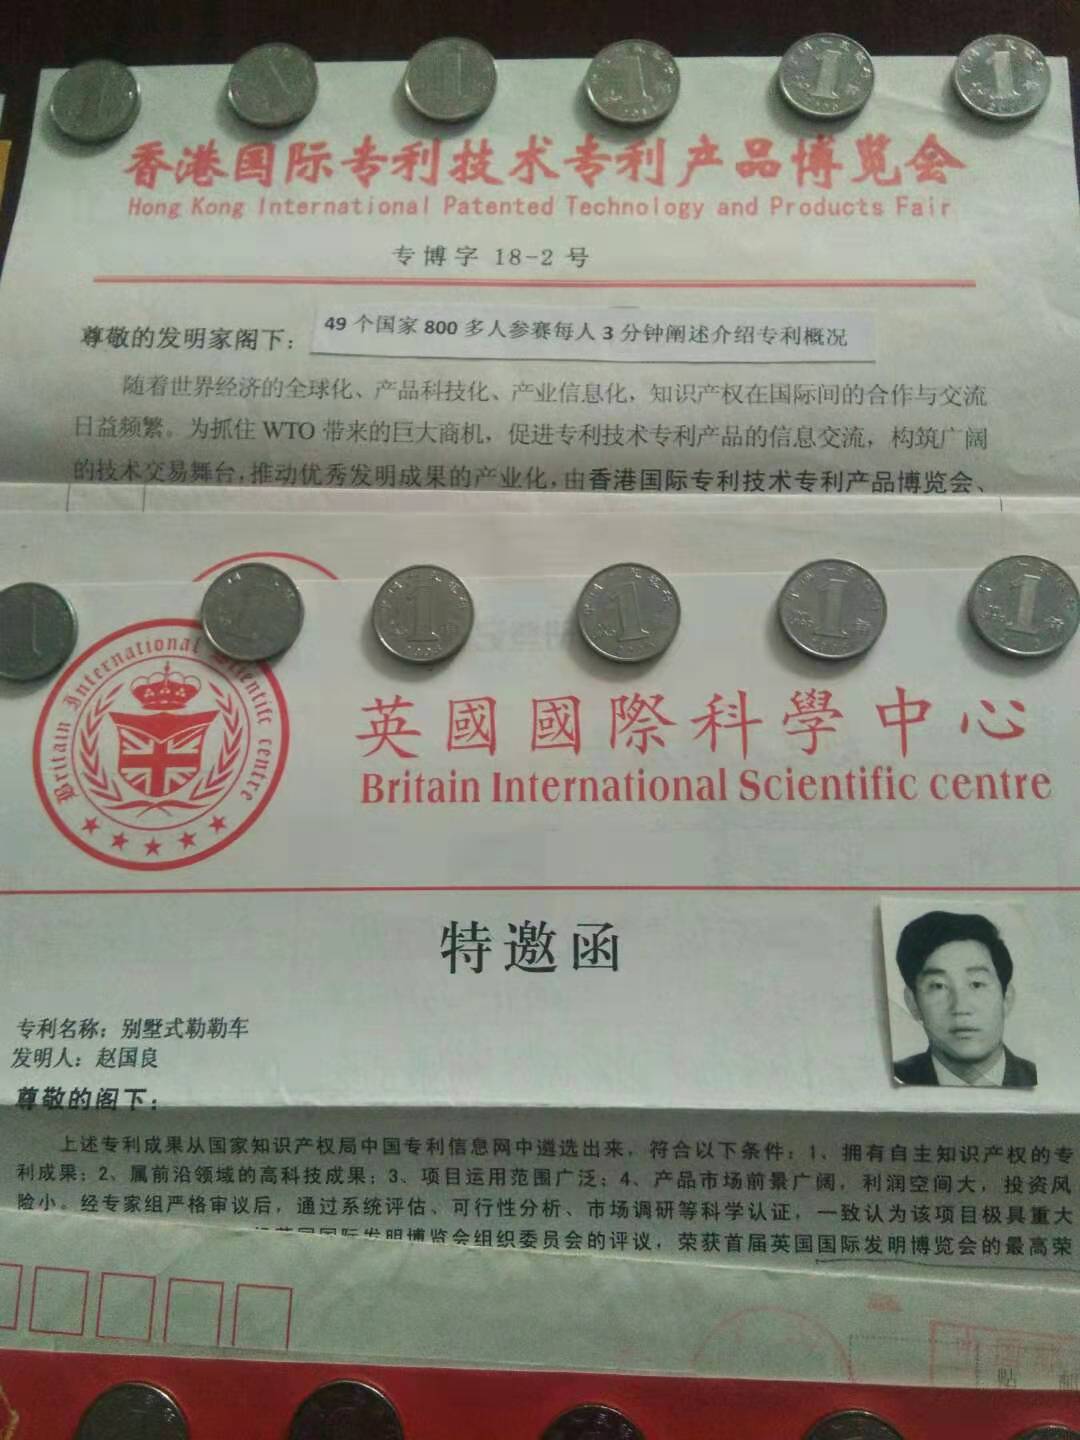 香港国际专利技术专利产品博览会
Hong Kong International Patented Technology and Products Fair
专博字 18-2 号
尊敬的发明家阁下:
49 个国家 800 多人参赛每人 3 分钟阐述介绍专利概况
随着世界经济的全球化、产品科技化、产业信息化，知识产权在国际间的合作与交流
日益频繁。为抓住 WTO 带来的巨大商机，促进专利技术专利产品的信息交流，构筑广阔
的技术交易舞台，推动优秀发明成果的产业化，由香港国际专利技术专利产品博览会、
Britain International Scientific centre
英國國際科學中心
Britain International Scientific centre
特邀函
专利名称：别墅式勒勒车
发明人：赵国良
尊敬的阁下：
上述专利成果从国家知识产权局中国专利信息网中遴选出来，符合以下条件：1、拥有自主知识产权的专
利成果；2、属前沿领域的高科技成果；3、项目运用范围广泛；4、产品市场前景广阔，利润空间大，投资风
险小。经专家组严格审议后，通过系统评估、可行性分析、市场调研等科学认证，一致认为该项目极具重大
英国国际发明博览会组织委员会的评议，荣获首届英国国际发明博览会的最高荣
贴